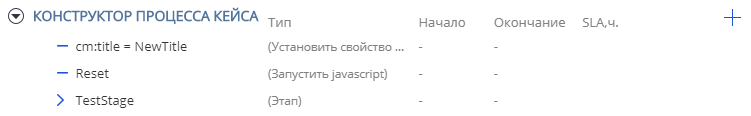 КОНСТРУКТОР ПРОЦЕССА КЕЙСА Тип Начало Окончание SLA,ч.
cm:title = NewTitle (Установить свойство ... - -
Reset (Запустить javascript) - -
TestStage (Этап) - -